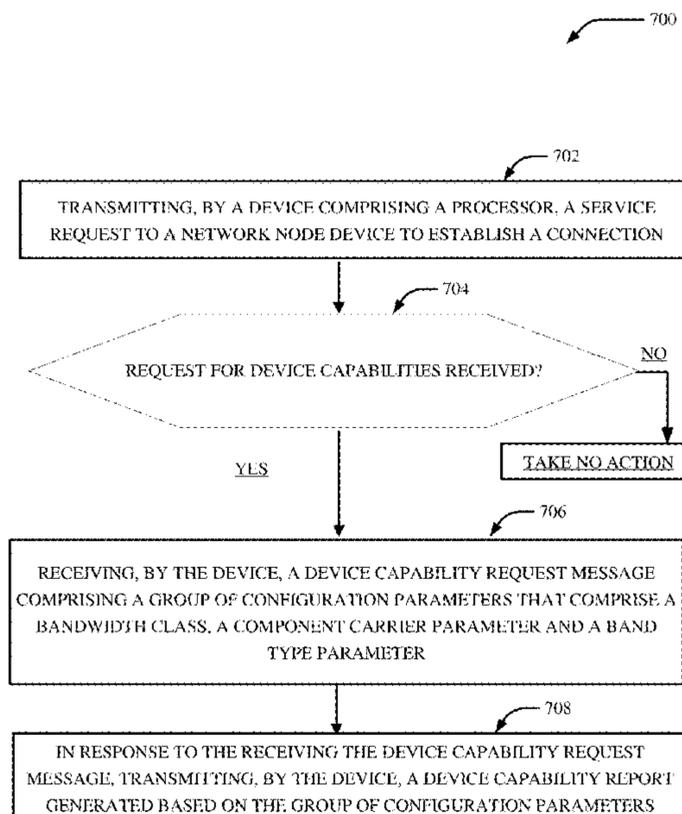 700
702
TRANSMITTING, BY A DEVICE COMPRISING A PROCESSOR, A SERVICE
REQUEST TO A NETWORK NODE DEVICE TO ESTABLISH A CONNECTION
704
REQUEST FOR DEVICE CAPABILITIES RECEIVED?
NO
TAKE NO ACTION
YES
706
RECEIVING, BY THE DEVICE, A DEVICE CAPABILITY REQUEST MESSAGE
COMPRISING A GROUP OF CONFIGURATION PARAMETERS THAT COMPRISE A
BANDWIDTH CLASS, A COMPONENT CARRIER PARAMETER AND A BAND
TYPE PARAMETER
708
IN RESPONSE TO THE RECEIVING THE DEVICE CAPABILITY REQUEST
MESSAGE, TRANSMITTING, BY THE DEVICE, A DEVICE CAPABILITY REPORT
GENERATED BASED ON THE GROUP OF CONFIGURATION PARAMETERS